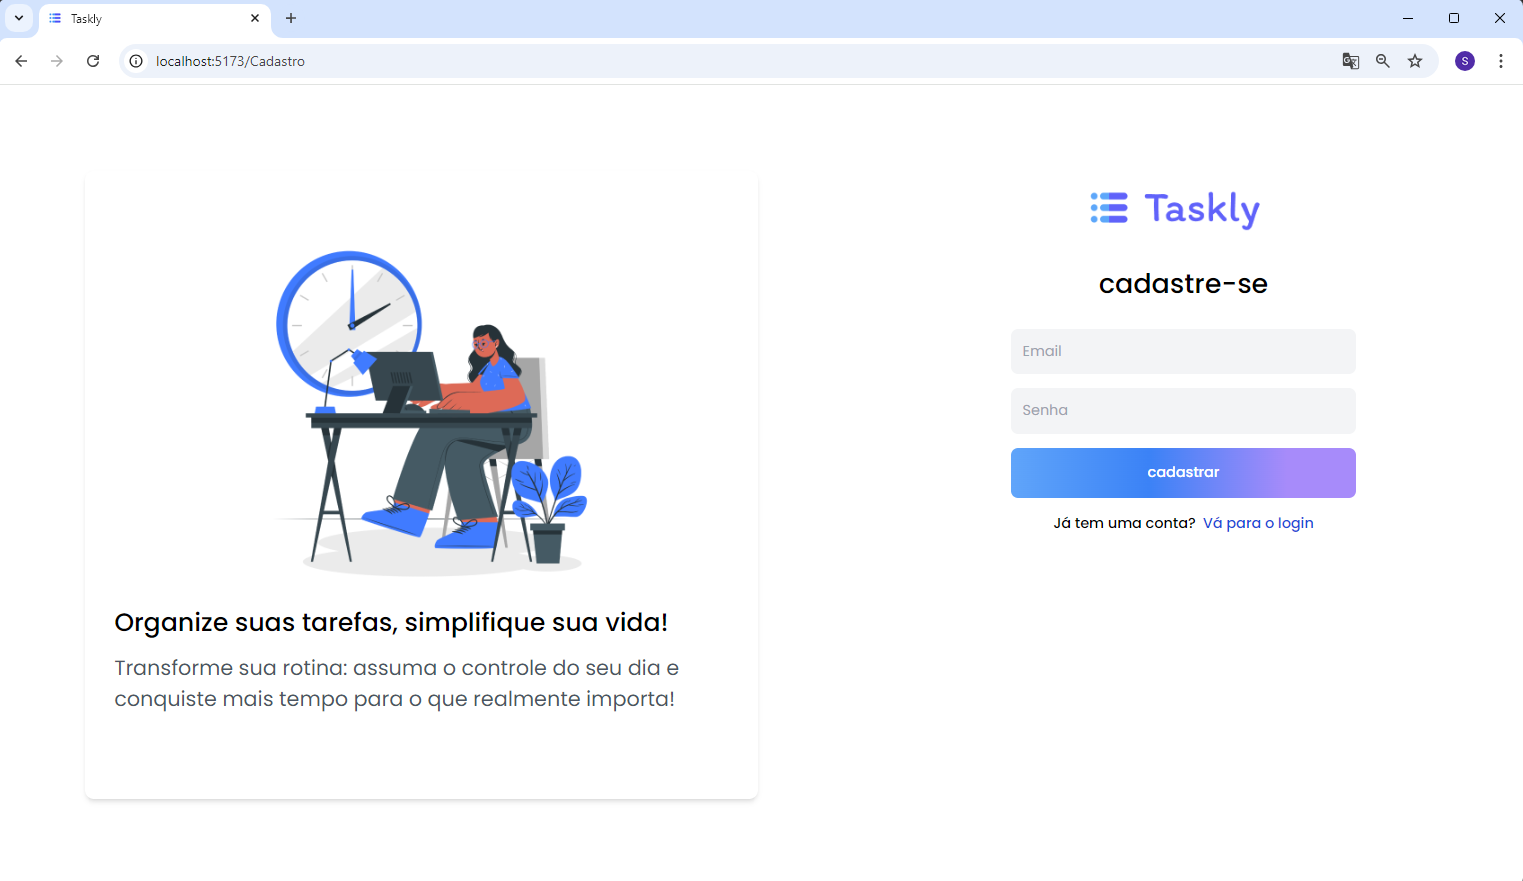 Taskly
localhost:5173/Cadastro
S
Taskly
cadastre-se
Email
Senha
cadastrar
Já tem uma conta? Vá para o login
Organize suas tarefas, simplifique sua vida!
Transforme sua rotina: assuma o controle do seu dia e
conquiste mais tempo para o que realmente importa!